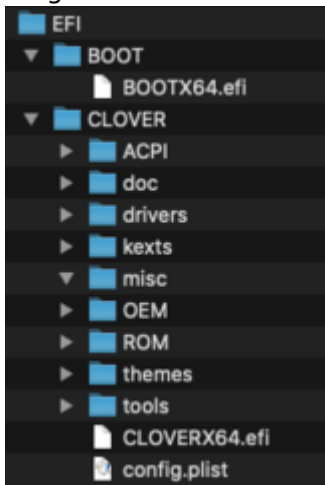 EFI
BOOT
BOOTX64.efi
CLOVER
ACPI
doc
drivers
kexts
misc
OEM
ROM
themes
tools
CLOVERX64.efi
config.plist